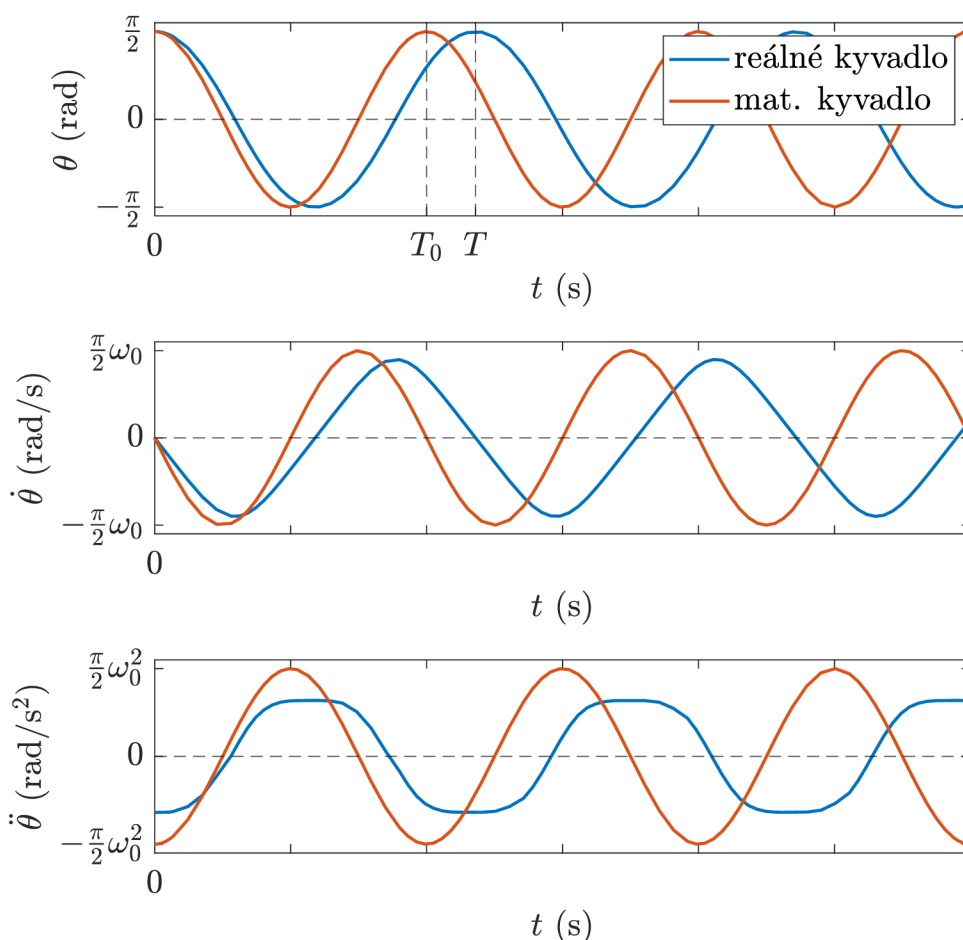 π/2
0
−π/2
θ (rad)
reálné kyvadlo
mat. kyvadlo
0
T₀
T
t (s)
π/2 ω₀
0
−π/2 ω₀
θ̇ (rad/s)
0
t (s)
π/2 ω₀²
0
−π/2 ω₀²
θ̈ (rad/s²)
0
t (s)